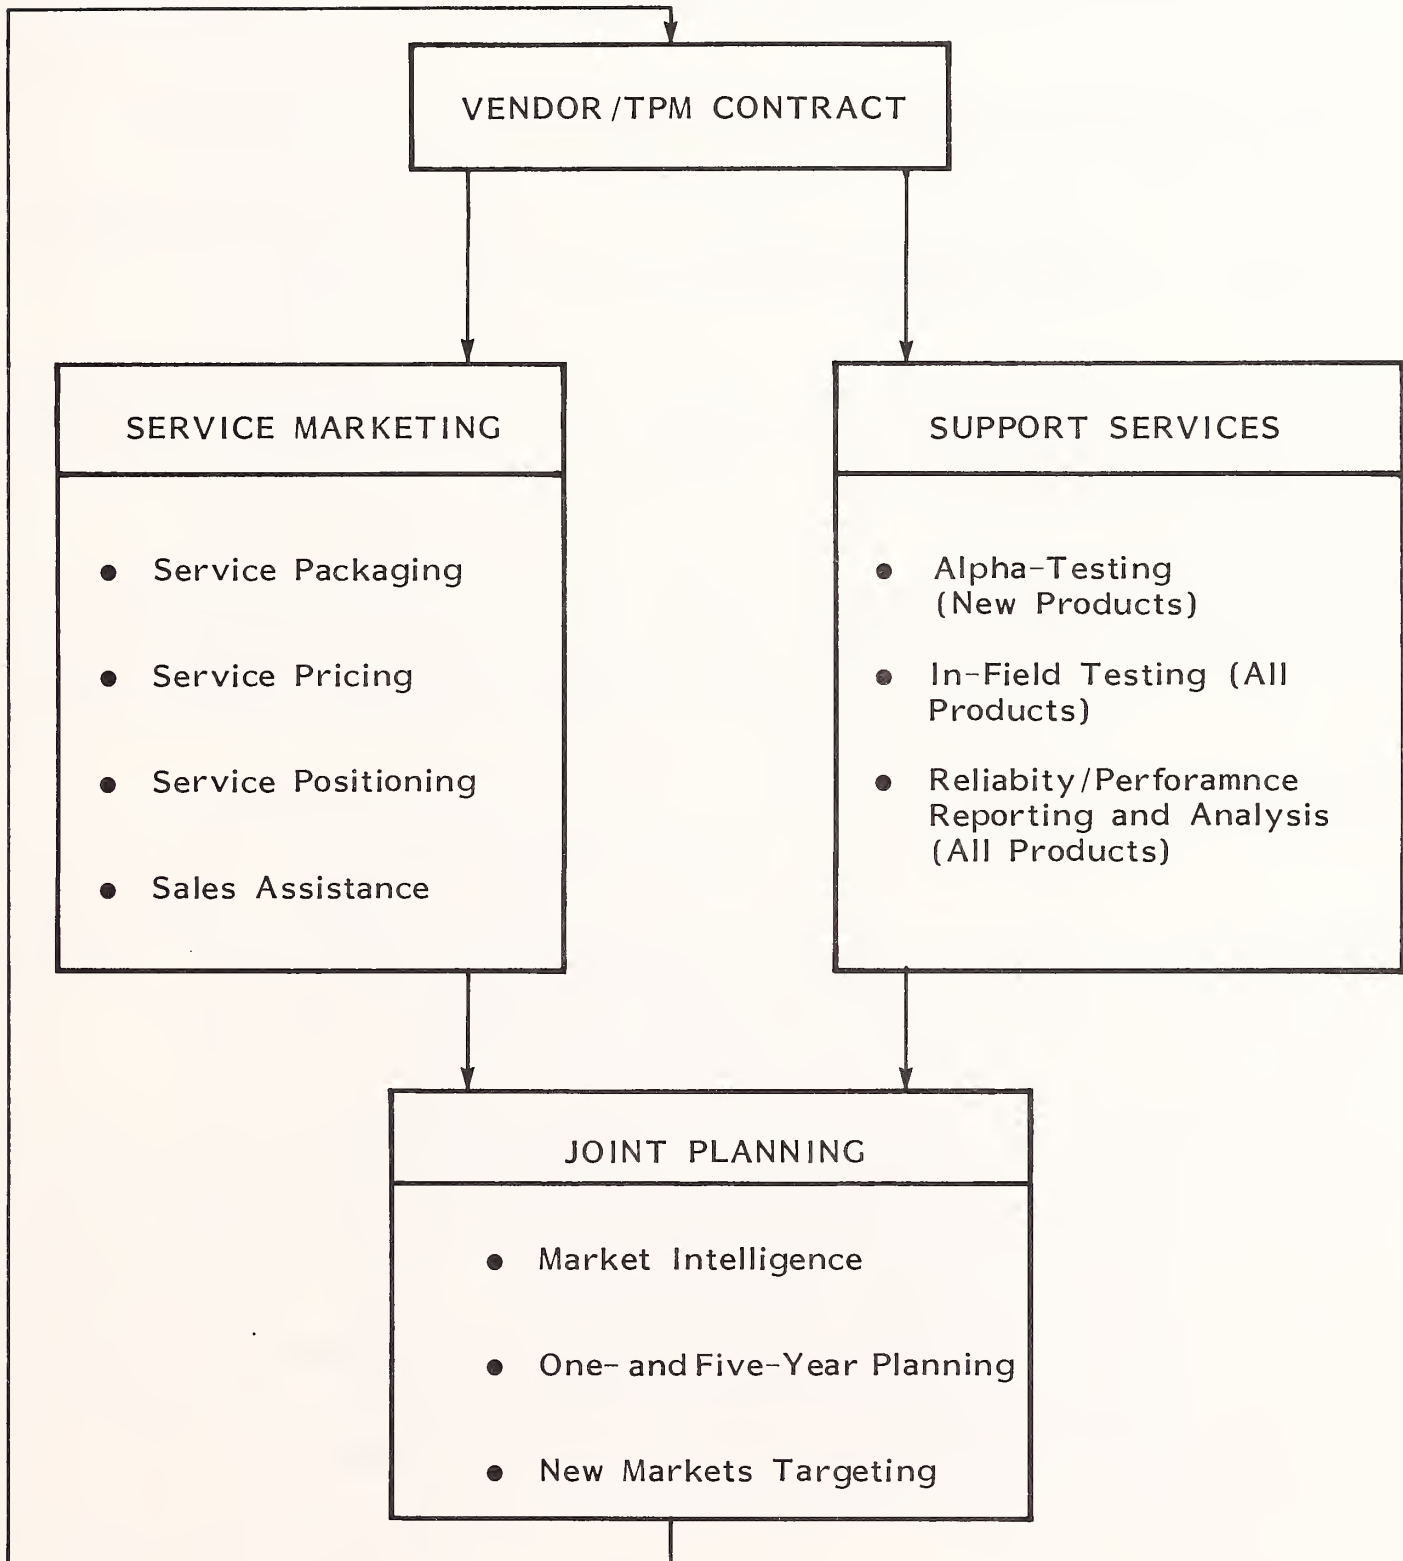 VENDOR/TPM CONTRACT
SERVICE MARKETING
● Service Packaging
● Service Pricing
● Service Positioning
● Sales Assistance
SUPPORT SERVICES
● Alpha-Testing
(New Products)
● In-Field Testing (All
Products)
● Reliabity/Perforamnce
Reporting and Analysis
(All Products)
JOINT PLANNING
● Market Intelligence
● One- and Five-Year Planning
● New Markets Targeting